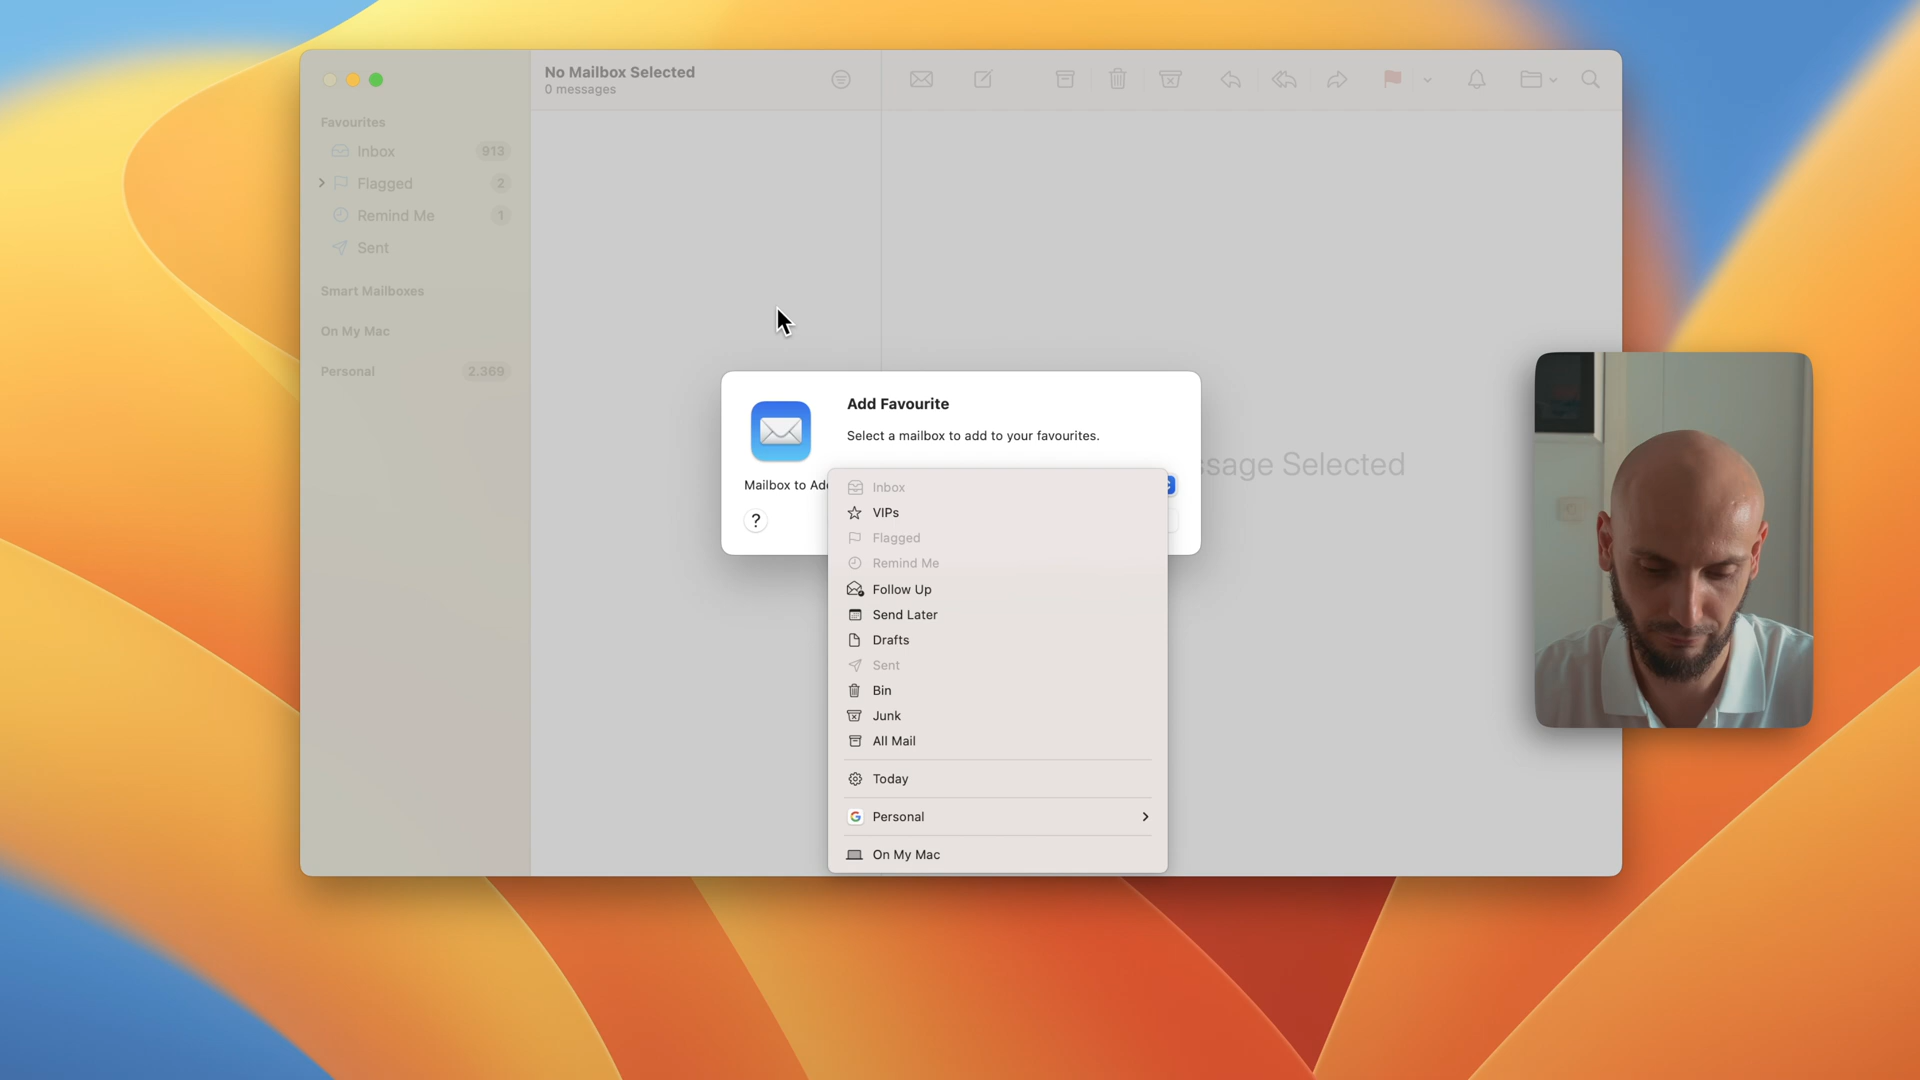 No Mailbox Selected
0 messages
Favourites
Inbox 913
Flagged 2
Remind Me 1
Sent
Smart Mailboxes
On My Mac
Personal 2.369
Add Favourite
Select a mailbox to add to your favourites.
ssage Selected
Mailbox to Add
?
Inbox
VIPs
Flagged
Remind Me
Follow Up
Send Later
Drafts
Sent
Bin
Junk
All Mail
Today
G Personal
On My Mac